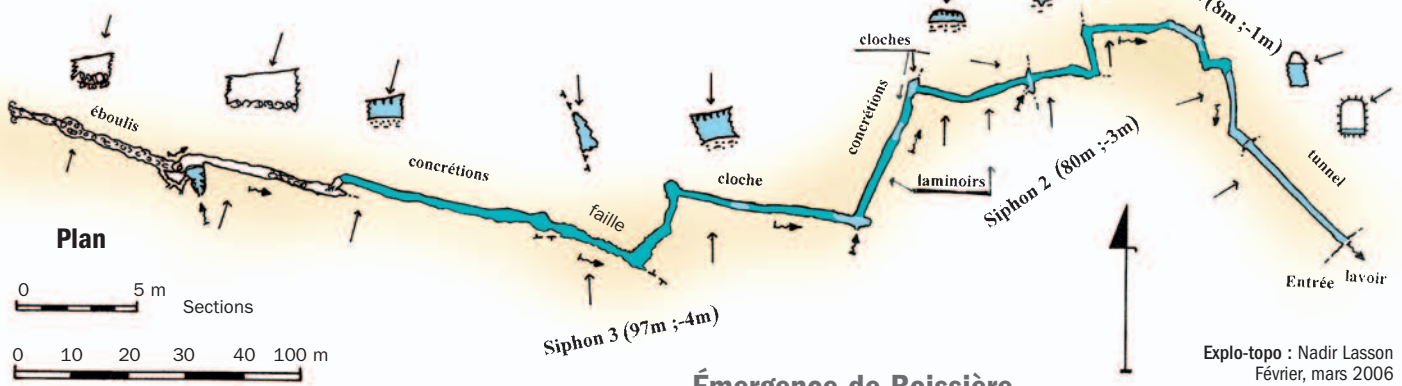 (8m ;-1m)
cloches
éboulis
concrétions
concrétions
cloche
faille
laminoirs
tunnel
Plan
Siphon 2 (80m ;-3m)
Siphon 3 (97m ;-4m)
Entrée lavoir
0 5 m
Sections
0 10 20 30 40 100 m
Explo-topo : Nadir Lasson
Février, mars 2006